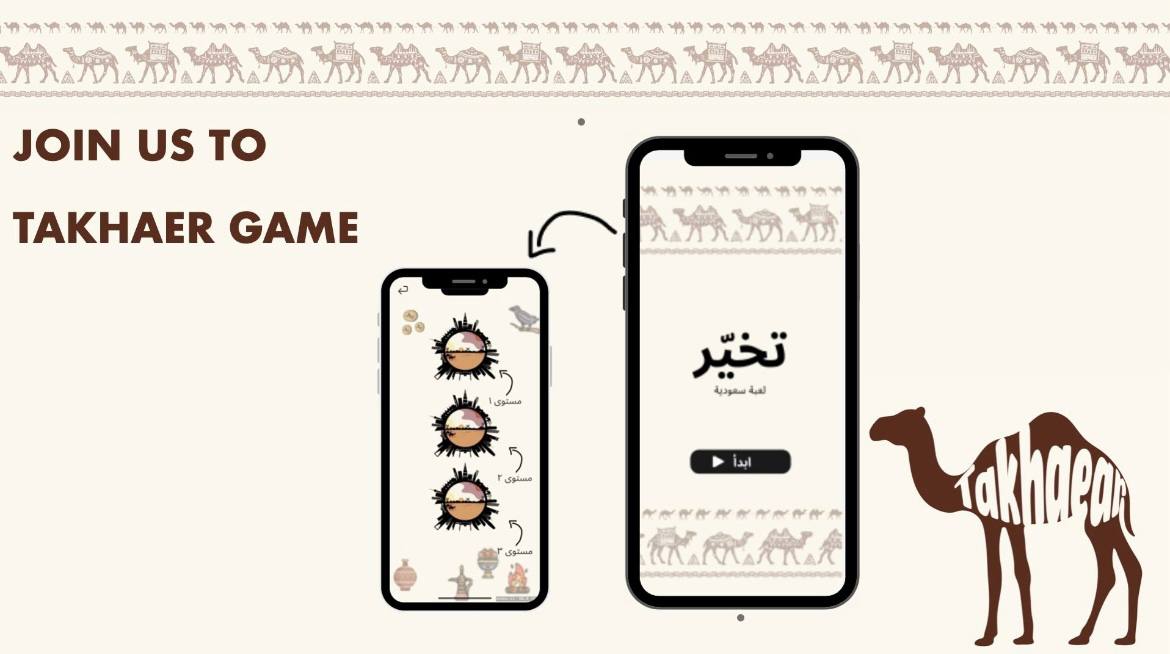 JOIN US TO
TAKHAER GAME
مستوى ١
مستوى ٢
مستوى ٣
تخيّر
لعبة سعودية
ابدأ
Takhaear